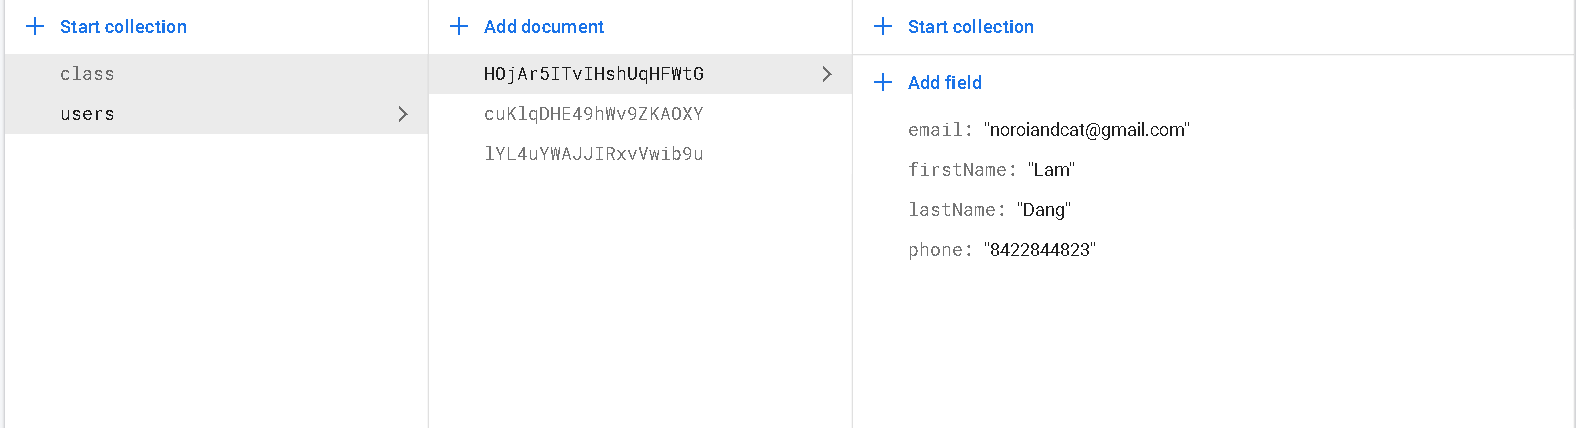 Start collection
class
users
Add document
HOjAr5ITvIHshUqHFWtG
cuKlqDHE49hWv9ZKAOXY
lYL4uYWAJJIRxvVwib9u
Start collection
Add field
email: "noroiandcat@gmail.com"
firstName: "Lam"
lastName: "Dang"
phone: "8422844823"